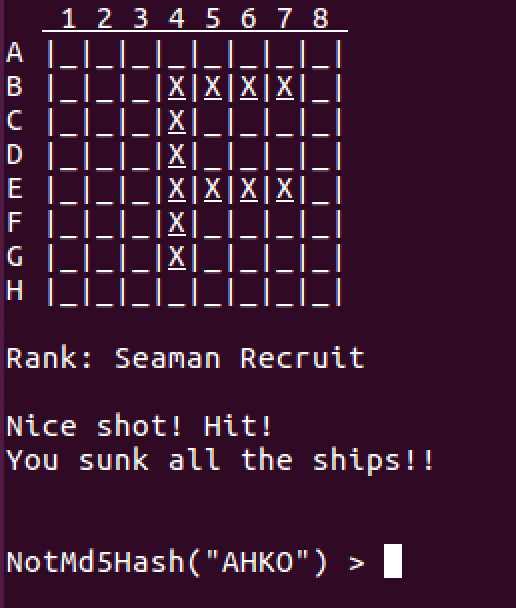 1 2 3 4 5 6 7 8
A |_|_|_|_|_|_|_|_|
B |_|_|_|X|X|X|X|_|
C |_|_|_|X|_|_|_|_|
D |_|_|_|X|_|_|_|_|
E |_|_|_|X|X|X|X|_|
F |_|_|_|X|_|_|_|_|
G |_|_|_|X|_|_|_|_|
H |_|_|_|_|_|_|_|_|
Rank: Seaman Recruit
Nice shot! Hit!
You sunk all the ships!!
NotMd5Hash("AHKO") >